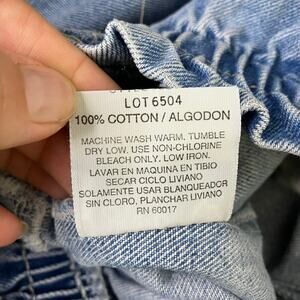 LOT 6504
100% COTTON / ALGODON
MACHINE WASH WARM. TUMBLE
DRY LOW. USE NON-CHLORINE
BLEACH ONLY. LOW IRON.
LAVAR EN MAQUINA EN TIBIO
SECAR CICLO LIVIANO
SOLAMENTE USAR BLANQUEADOR
SIN CLORO, PLANCHAR LIVIANO
RN 60017